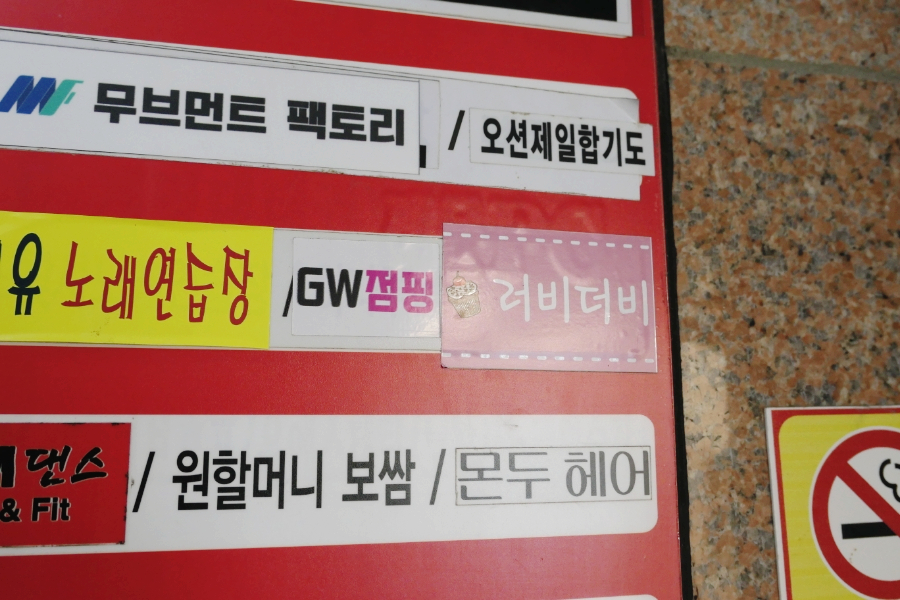 MF 무브먼트 팩토리 / 오션제일합기도
유 노래연습장 / GW점핑 러비더비
댄스 / 원할머니 보쌈 / 몬두 헤어
& Fit